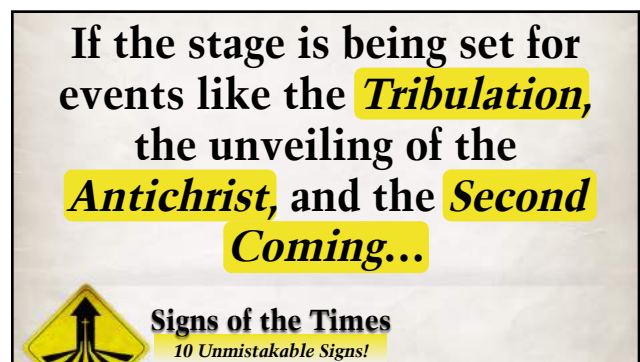 If the stage is being set for
events like the Tribulation,
the unveiling of the
Antichrist, and the Second
Coming...
Signs of the Times
10 Unmistakable Signs!